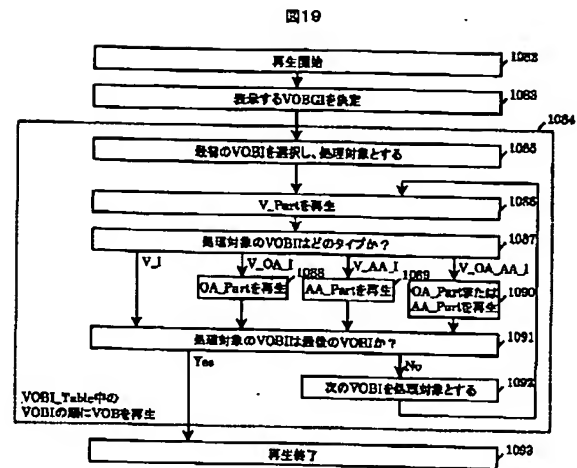 図19
再生開始
1082
表示するVOBGIを決定
1083
1084
最初のVOBIを選択し、処理対象とする
1085
V_Partを再生
1086
処理対象のVOBIはどのタイプか?
1087
V_I
V_OA_I
V_AA_I
V_OA_AA_I
OA_Partを再生
1088
AA_Partを再生
1089
OA_Partまたは
AA_Partを再生
1090
処理対象のVOBIは最後のVOBIか?
1091
Yes
No
次のVOBIを処理対象とする
1092
VOBI_Table中の
VOBIの順にVOBを再生
再生終了
1093